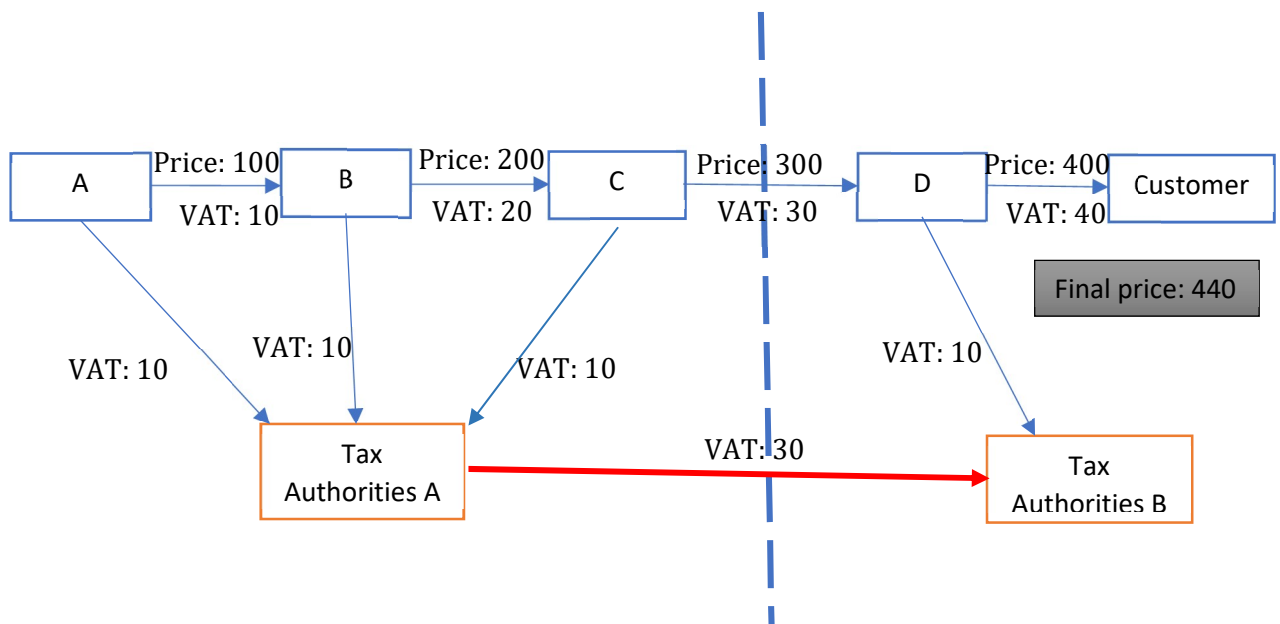 A
Price: 100
VAT: 10
B
Price: 200
VAT: 20
C
Price: 300
VAT: 30
D
Price: 400
VAT: 40
Customer
Final price: 440
VAT: 10
VAT: 10
VAT: 10
VAT: 10
Tax
Authorities A
VAT: 30
Tax
Authorities B